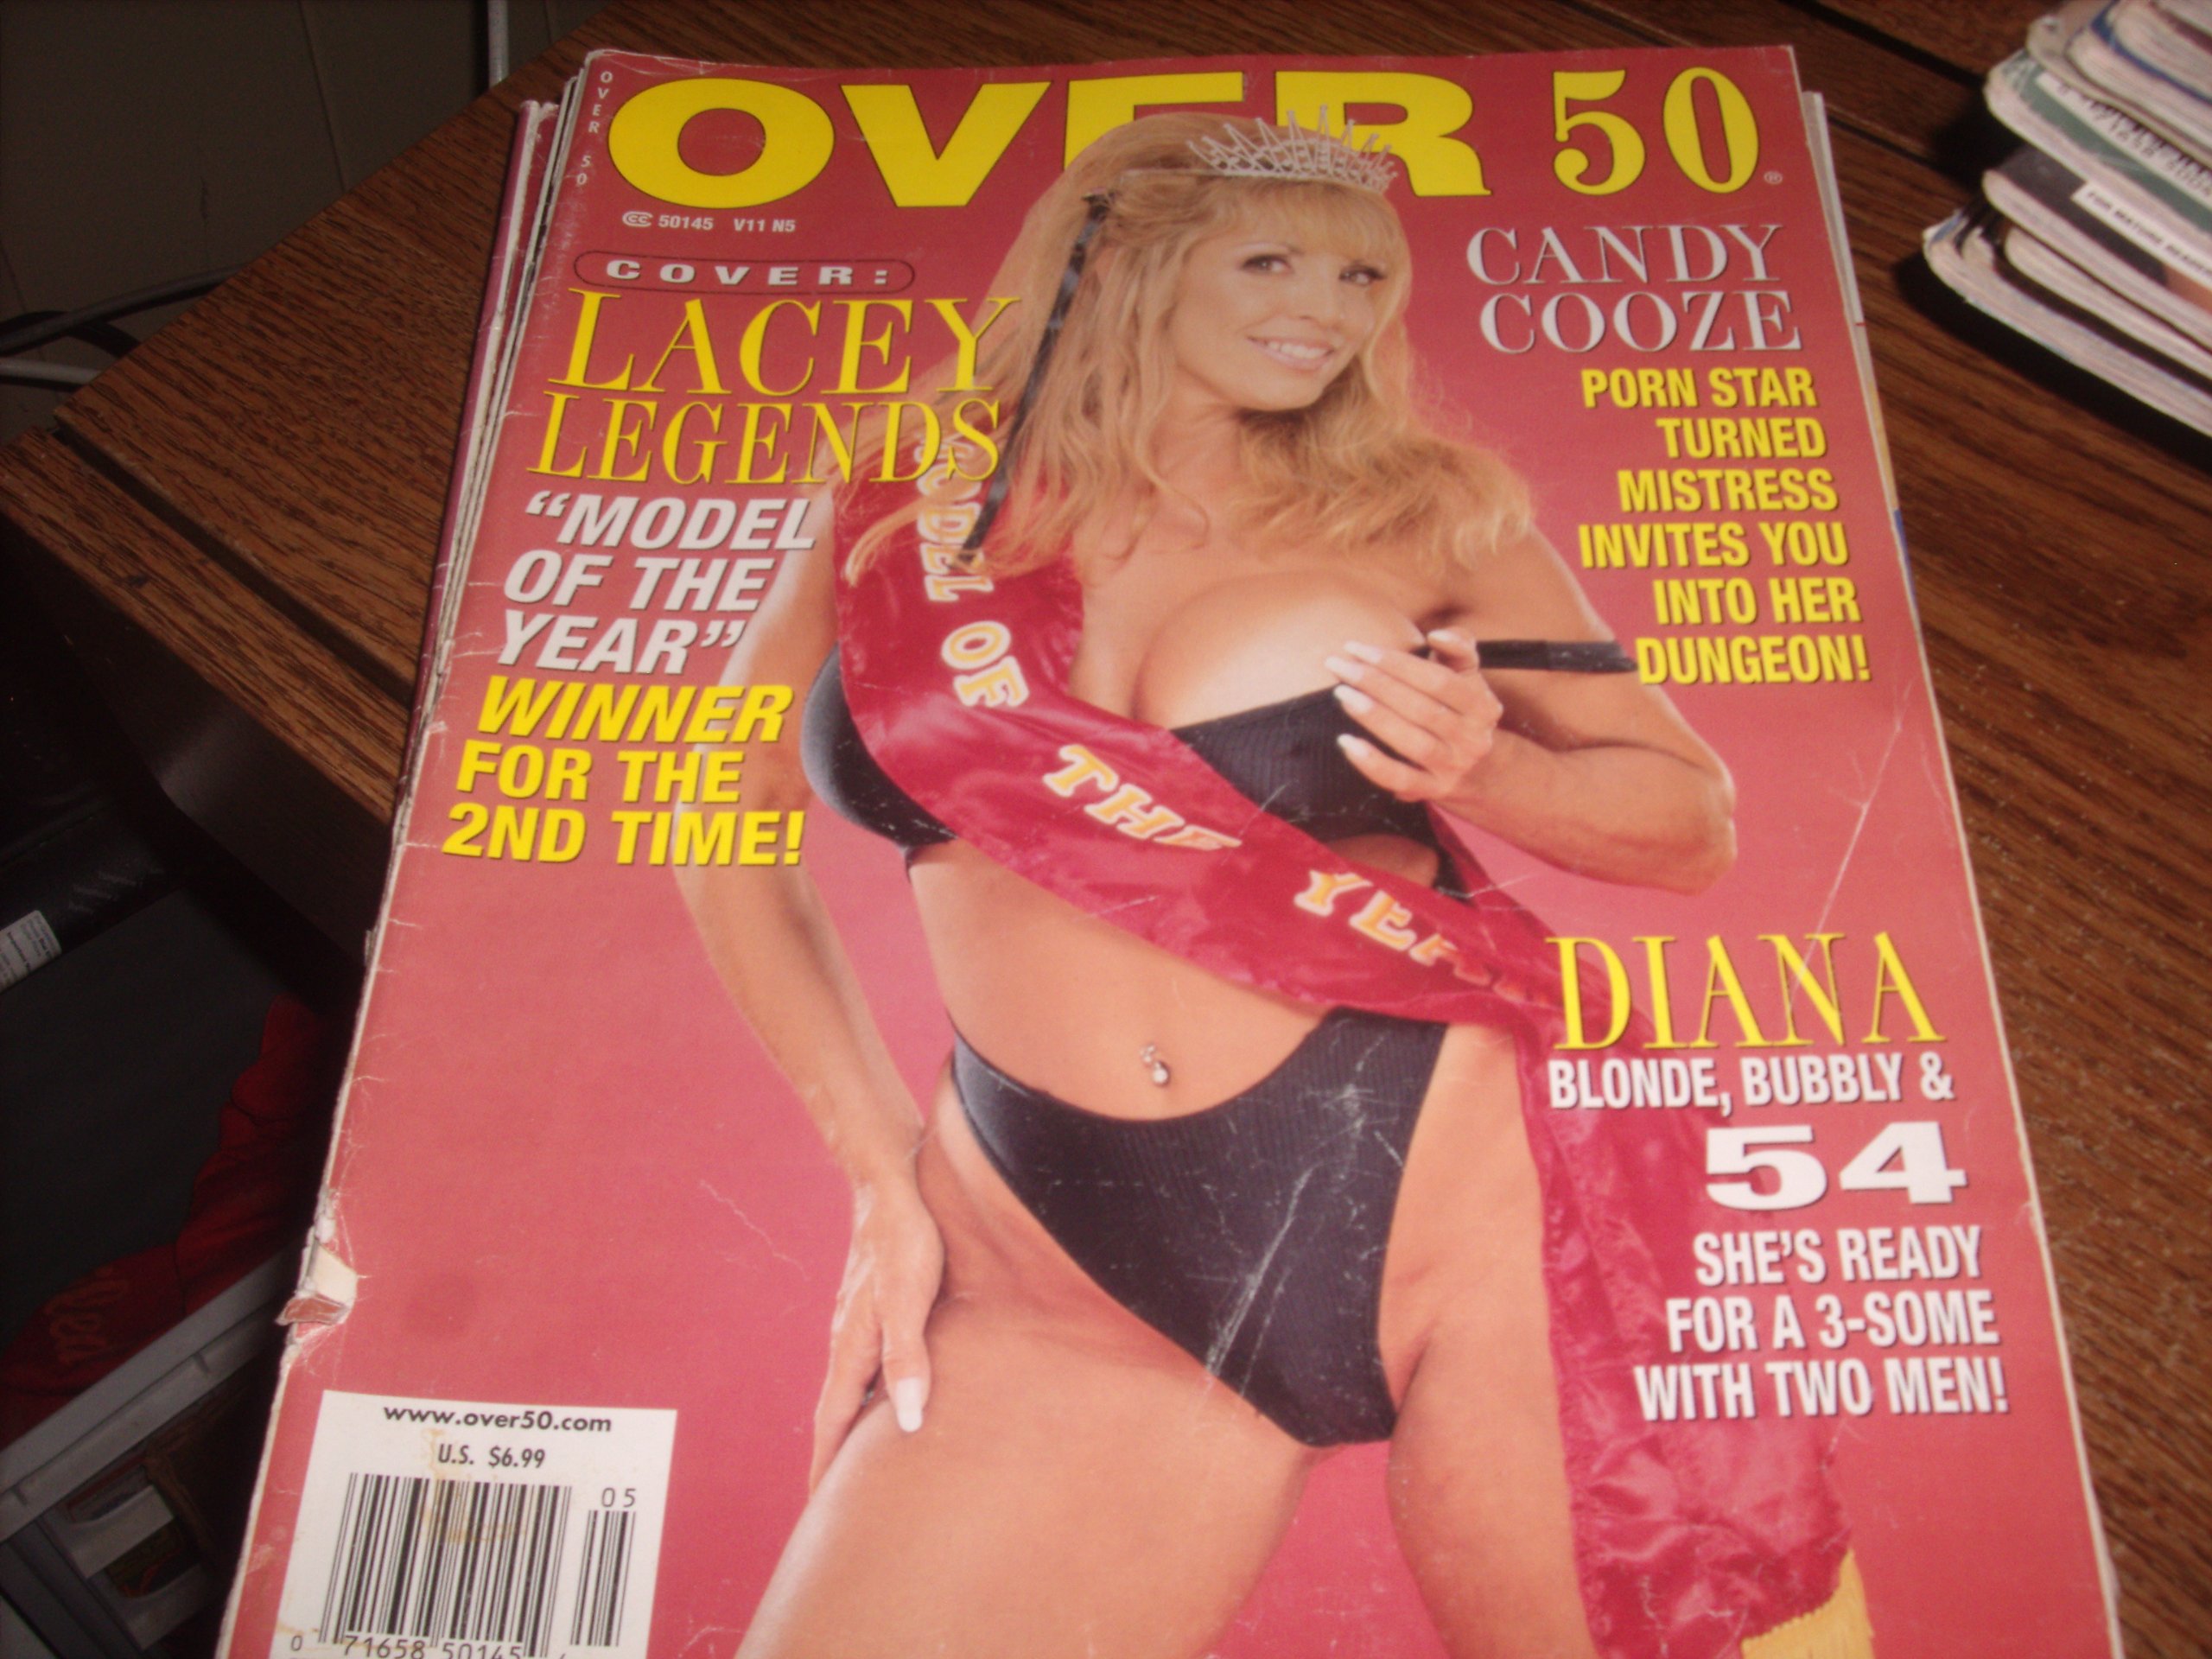 OVER 50
OVER 50®
CC 50145 V11 N5
COVER:
LACEY
LEGENDS
"MODEL
OF THE
YEAR"
WINNER
FOR THE
2ND TIME!
CANDY
COOZE
PORN STAR
TURNED
MISTRESS
INVITES YOU
INTO HER
DUNGEON!
MODEL OF THE YEAR
DIANA
BLONDE, BUBBLY &
54
SHE'S READY
FOR A 3-SOME
WITH TWO MEN!
www.over50.com
U.S. $6.99
05
0 71658 50145